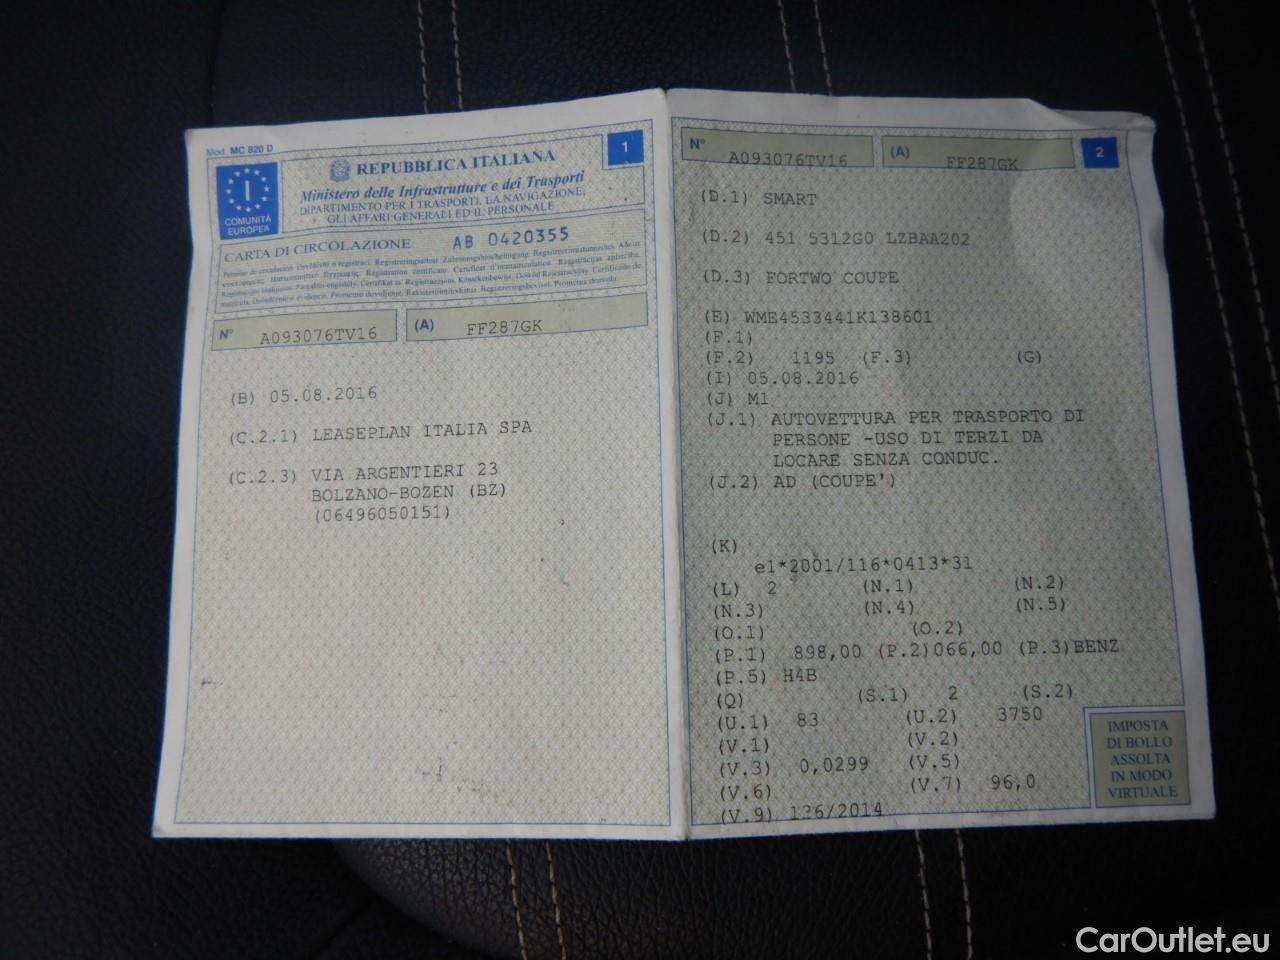 Mod. MC 820 D
I
COMUNITÀ
EUROPEA
REPUBBLICA ITALIANA
1
Ministero delle Infrastrutture e dei Trasporti
DIPARTIMENTO PER I TRASPORTI, LA NAVIGAZIONE,
GLI AFFARI GENERALI ED IL PERSONALE
CARTA DI CIRCOLAZIONE AB 0420355
N° A093076TV16 (A) FF287GK
(B) 05.08.2016
(C.2.1) LEASEPLAN ITALIA SPA
(C.2.3) VIA ARGENTIERI 23
BOLZANO-BOZEN (BZ)
(06496050151)
N° A093076TV16 (A) FF287GK 2
(D.1) SMART
(D.2) 451 5312G0 LZBAA202
(D.3) FORTWO COUPE
(E) WME4533441K138601
(F.1)
(F.2) 1195 (F.3) (G)
(I) 05.08.2016
(J) M1
(J.1) AUTOVETTURA PER TRASPORTO DI
PERSONE -USO DI TERZI DA
LOCARE SENZA CONDUC.
(J.2) AD (COUPE')
(K)
e1*2001/116*0413*31
(L) 2 (N.1) (N.2)
(N.3) (N.4) (N.5)
(O.1) (O.2)
(P.1) 898,00 (P.2)066,00 (P.3)BENZ
(P.5) H4B
(Q) (S.1) 2 (S.2)
(U.1) 83 (U.2) 3750
(V.1) (V.2)
(V.3) 0,0299 (V.5)
(V.6) (V.7) 96,0
(V.9) 136/2014
IMPOSTA
DI BOLLO
ASSOLTA
IN MODO
VIRTUALE
CarOutlet.eu